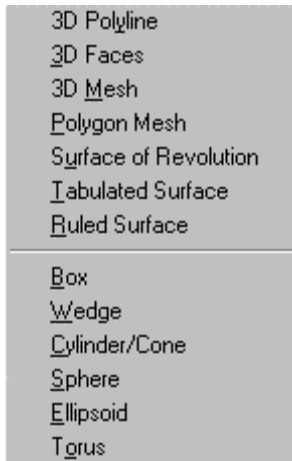 3D Polyline
3D Faces
3D Mesh
Polygon Mesh
Surface of Revolution
Tabulated Surface
Ruled Surface
Box
Wedge
Cylinder/Cone
Sphere
Ellipsoid
Torus